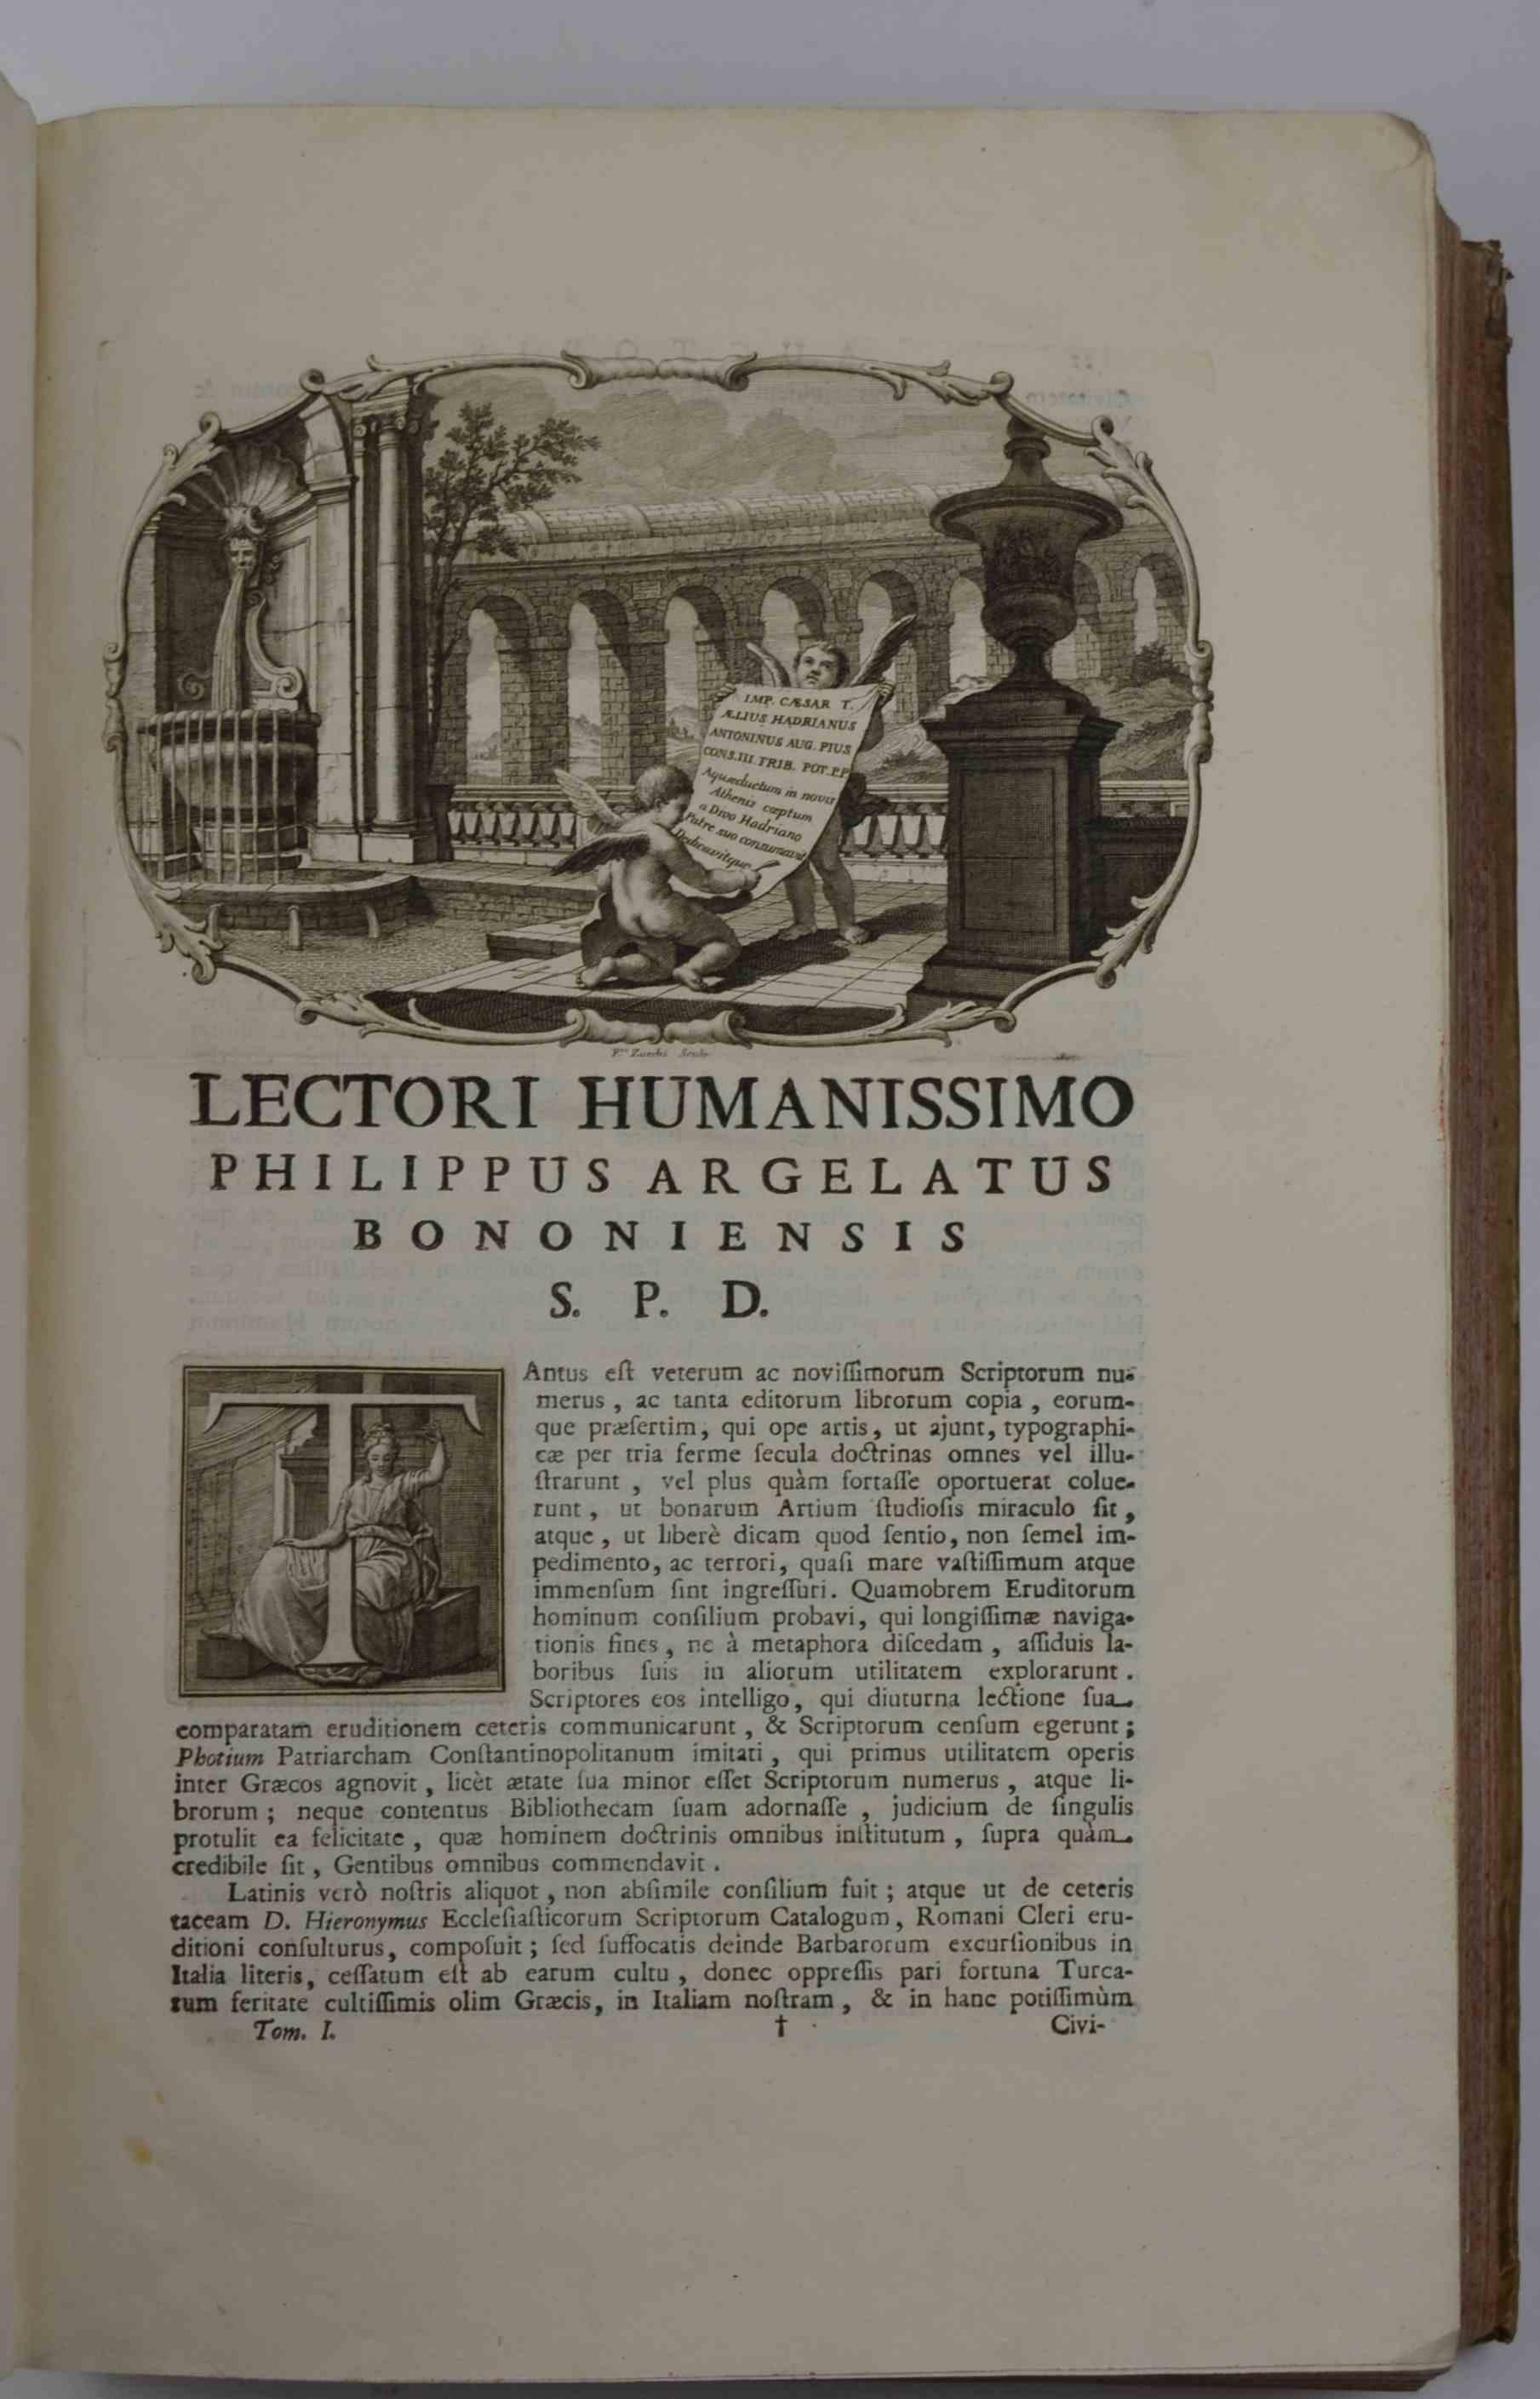 IMP. CÆSAR T.
ÆLIUS HADRIANUS
ANTONINUS AUG. PIUS
CONS. III. TRIB. POT. P.P.
Aquæductum in novis
Athenis cœptum
a Divo Hadriano
Patre suo consumavit
Dedicavitque
F.co Zucchi Sculp.
LECTORI HUMANISSIMO
PHILIPPUS ARGELATUS
BONONIENSIS
S. P. D.
TAntus eſt veterum ac noviſſimorum Scriptorum nu-
merus, ac tanta editorum librorum copia, eorum-
que præſertim, qui ope artis, ut ajunt, typographi-
cæ per tria ferme ſecula doctrinas omnes vel illu-
ſtrarunt, vel plus quàm fortaſſe oportuerat colue-
runt, ut bonarum Artium ſtudioſis miraculo ſit,
atque, ut liberè dicam quod ſentio, non ſemel im-
pedimento, ac terrori, quaſi mare vaſtiſſimum atque
immenſum ſint ingreſſuri. Quamobrem Eruditorum
hominum conſilium probavi, qui longiſſimæ naviga-
tionis fines, ne à metaphora diſcedam, aſſiduis la-
boribus ſuis in aliorum utilitatem explorarunt.
Scriptores eos intelligo, qui diuturna lectione ſua
comparatam eruditionem ceteris communicarunt, & Scriptorum cenſum egerunt;
Photium Patriarcham Conſtantinopolitanum imitati, qui primus utilitatem operis
inter Græcos agnovit, licèt ætate ſua minor eſſet Scriptorum numerus, atque li-
brorum; neque contentus Bibliothecam ſuam adornaſſe, judicium de ſingulis
protulit ea felicitate, quæ hominem doctrinis omnibus inſtitutum, ſupra quàm
credibile ſit, Gentibus omnibus commendavit.
Latinis verò noſtris aliquot, non abſimile conſilium fuit; atque ut de ceteris
taceam D. Hieronymus Eccleſiaſticorum Scriptorum Catalogum, Romani Cleri eru-
ditioni conſulturus, compoſuit; ſed ſuffocatis deinde Barbarorum excurſionibus in
Italia literis, ceſſatum eſt ab earum cultu, donec oppreſſis pari fortuna Turca-
rum feritate cultiſſimis olim Græcis, in Italiam noſtram, & in hanc potiſſimùm
Tom. I. † Civi-